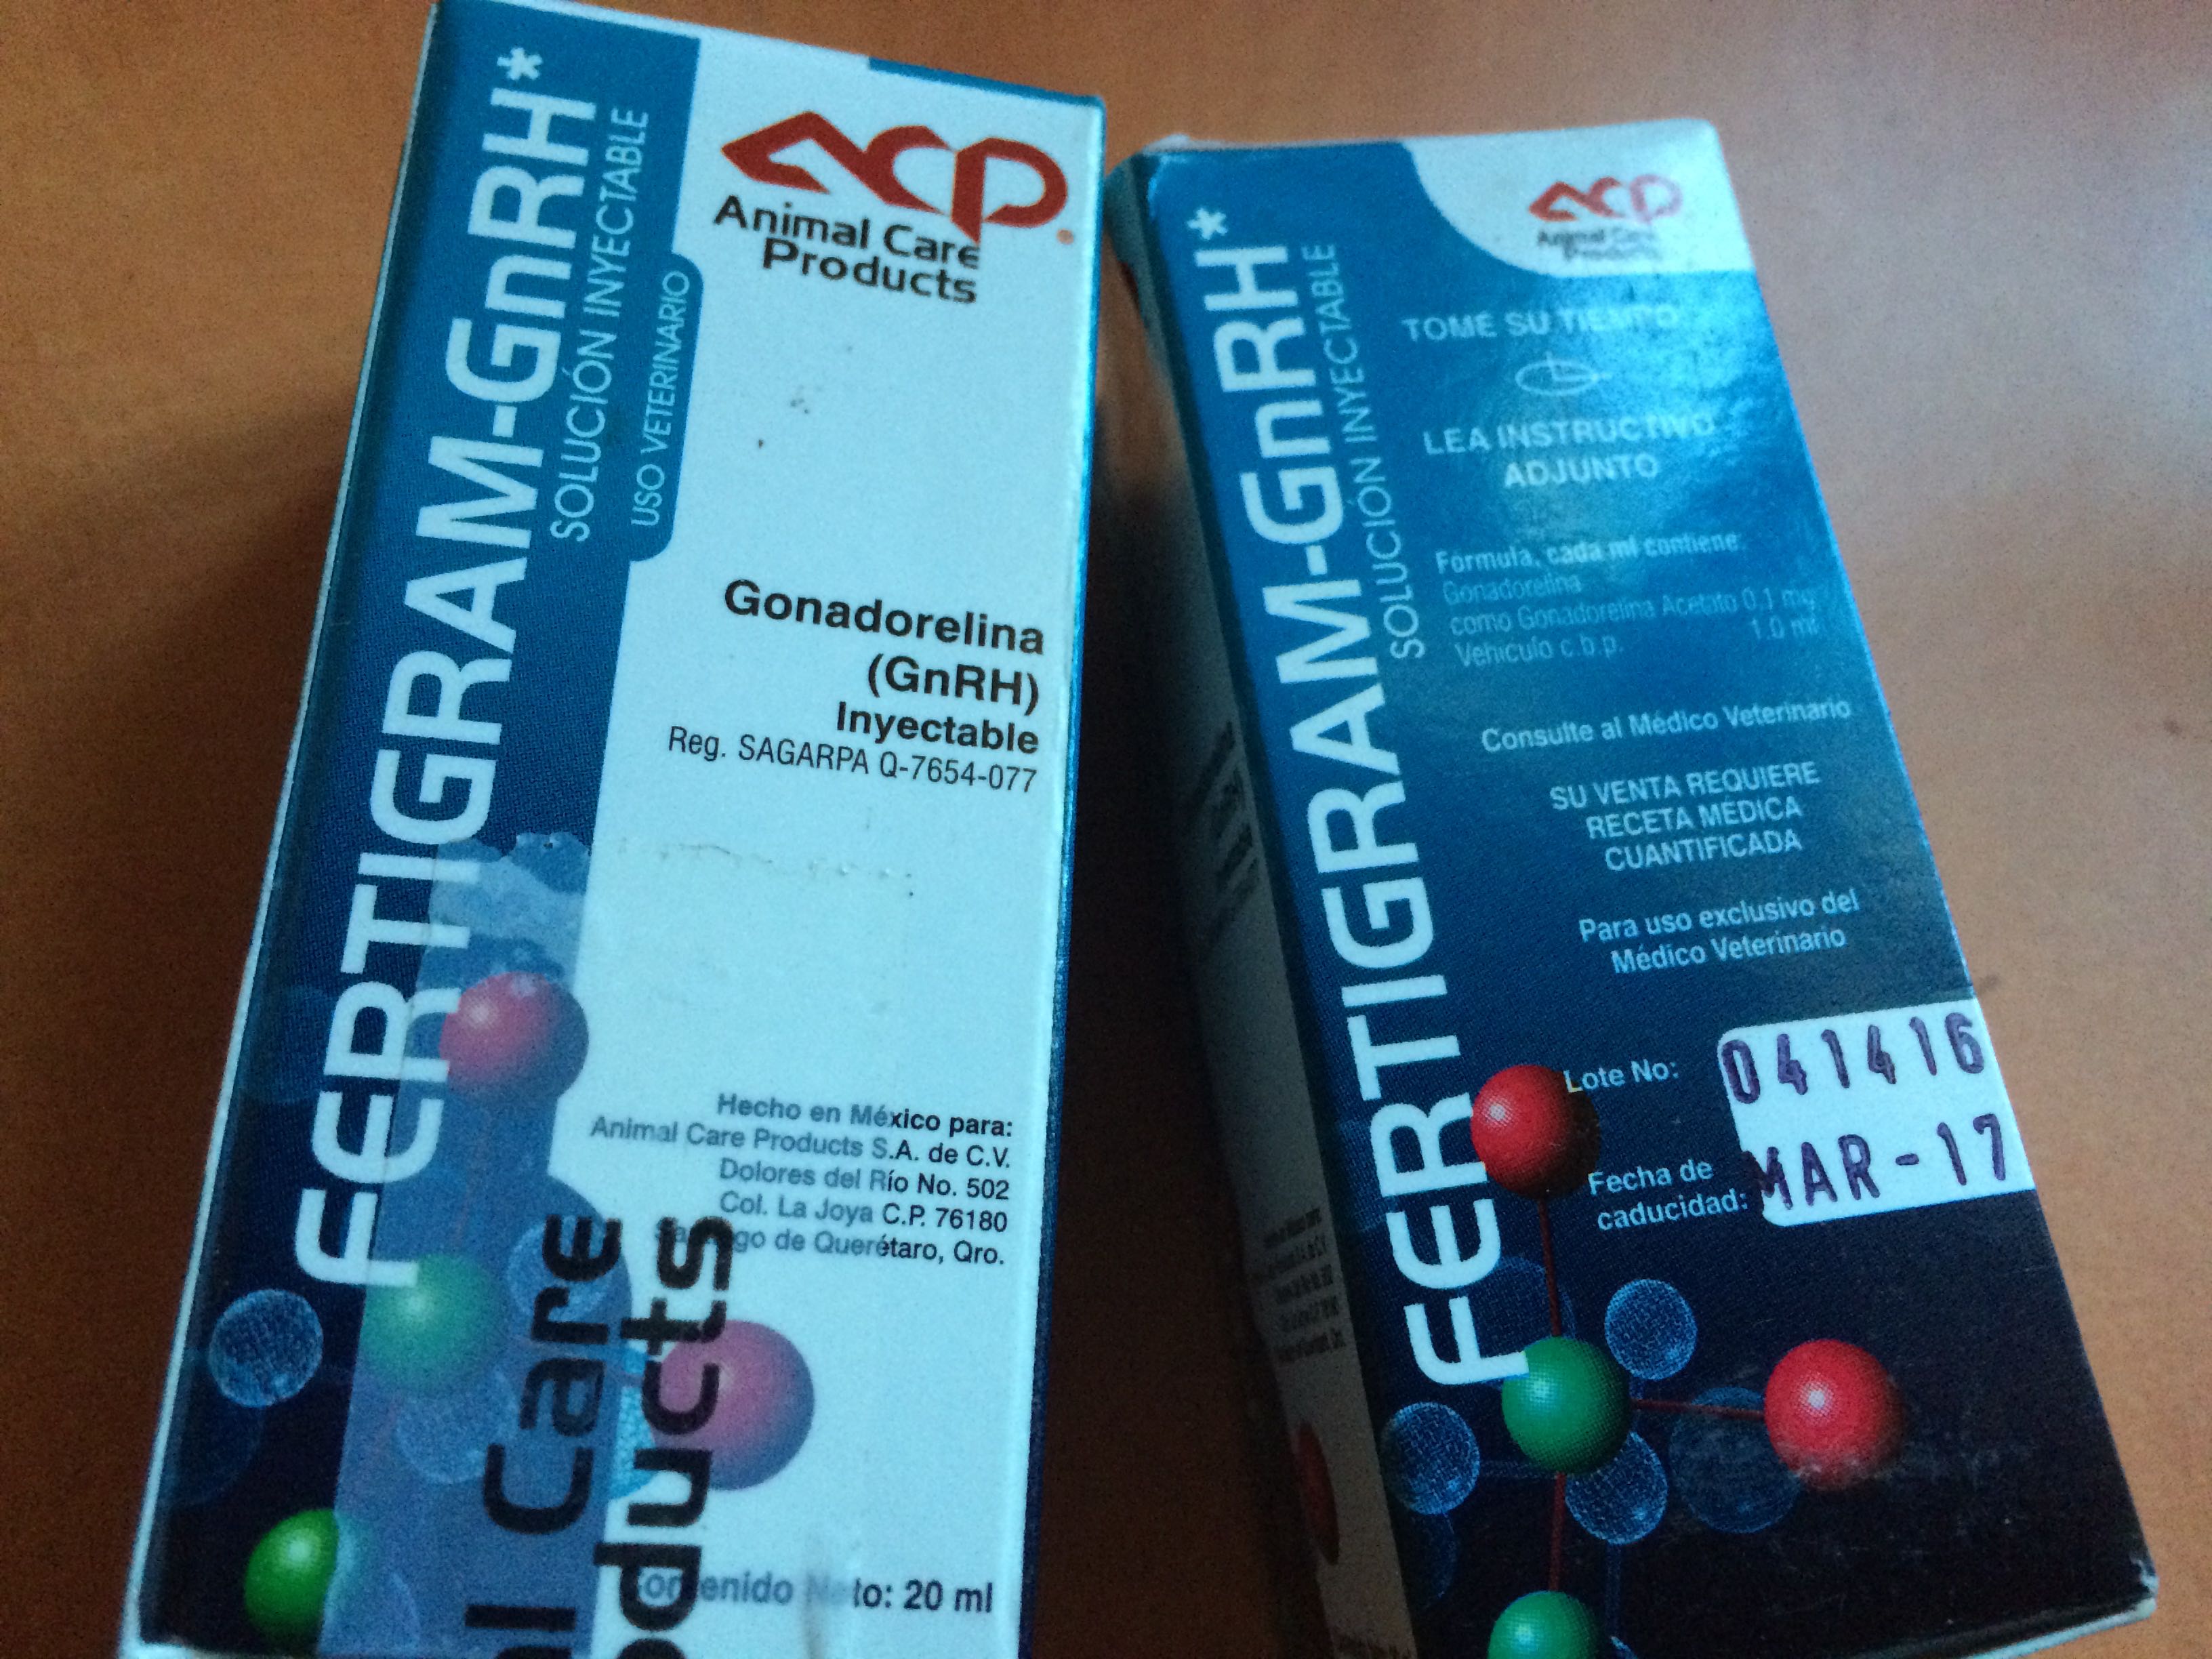 FERTIGRAM-GnRH*
SOLUCIÓN INYECTABLE
USO VETERINARIO
ACP
Animal Care
Products
Gonadorelina
(GnRH)
Inyectable
Reg. SAGARPA Q-7654-077
Hecho en México para:
Animal Care Products S.A. de C.V.
Dolores del Río No. 502
Col. La Joya C.P. 76180
de Querétaro, Qro.
Care
20 ml
FERTIGRAM-GnRH*
SOLUCIÓN INYECTABLE
ACP
Animal Care
Products
TOME SU TIEMPO
LEA INSTRUCTIVO
ADJUNTO
Fórmula, cada ml contiene:
Gonadorelina
como Gonadorelina Acetato 0.1 mg
Vehículo c.b.p. 1.0 ml
Consulte al Médico Veterinario
SU VENTA REQUIERE
RECETA MÉDICA
CUANTIFICADA
Para uso exclusivo del
Médico Veterinario
Lote No: 041416
Fecha de
caducidad: MAR-17